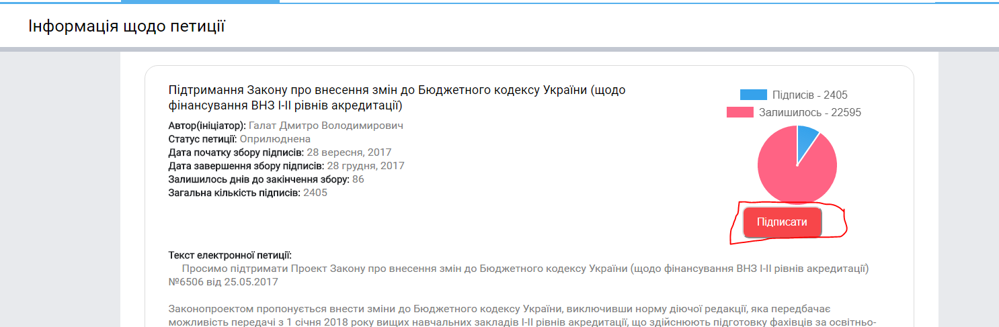 Інформація щодо петиції
Підтримання Закону про внесення змін до Бюджетного кодексу України (щодо
фінансування ВНЗ І-ІІ рівнів акредитації)
Автор(ініціатор): Галат Дмитро Володимирович
Статус петиції: Оприлюднена
Дата початку збору підписів: 28 вересня, 2017
Дата завершення збору підписів: 28 грудня, 2017
Залишилось днів до закінчення збору: 86
Загальна кількість підписів: 2405
Підписів - 2405
Залишилось - 22595
Підписати
Текст електронної петиції:
Просимо підтримати Проект Закону про внесення змін до Бюджетного кодексу України (щодо фінансування ВНЗ І-ІІ рівнів акредитації)
№6506 від 25.05.2017
Законопроектом пропонується внести зміни до Бюджетного кодексу України, виключивши норму діючої редакції, яка передбачає
можливість передачі з 1 січня 2018 року вищих навчальних закладів І-ІІ рівнів акредитації, що здійснюють підготовку фахівців за освітньо-